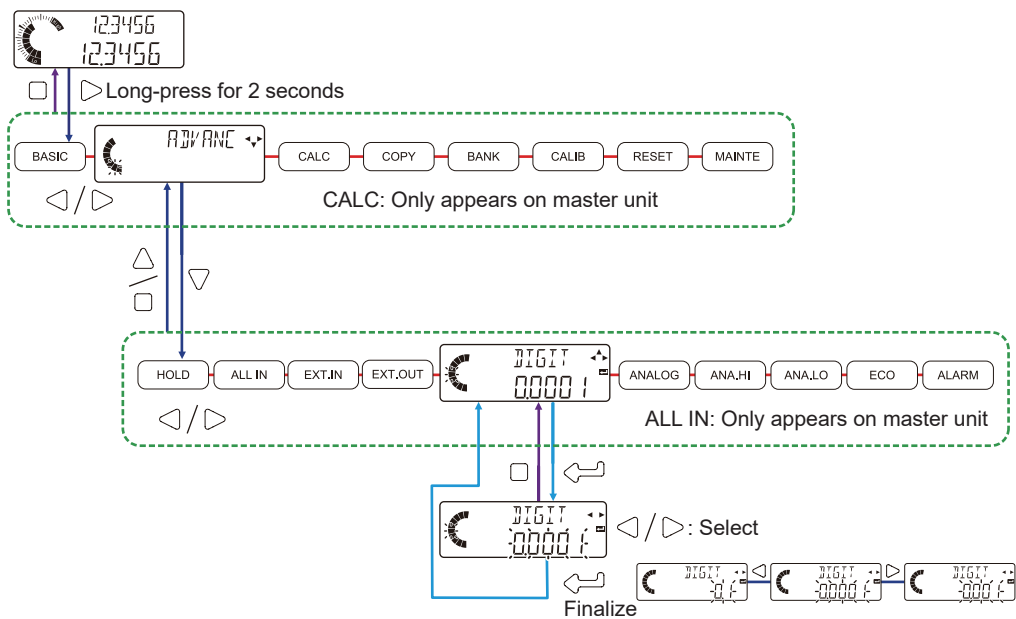 12.3456
12.3456
Long-press for 2 seconds
BASIC
ADVANC
CALC
COPY
BANK
CALIB
RESET
MAINTE
CALC: Only appears on master unit
HOLD
ALL IN
EXT.IN
EXT.OUT
DIGIT
0.0001
ANALOG
ANA.HI
ANA.LO
ECO
ALARM
ALL IN: Only appears on master unit
DIGIT
0.0001
: Select
Finalize
DIGIT
0.1
DIGIT
0.0001
DIGIT
0.001